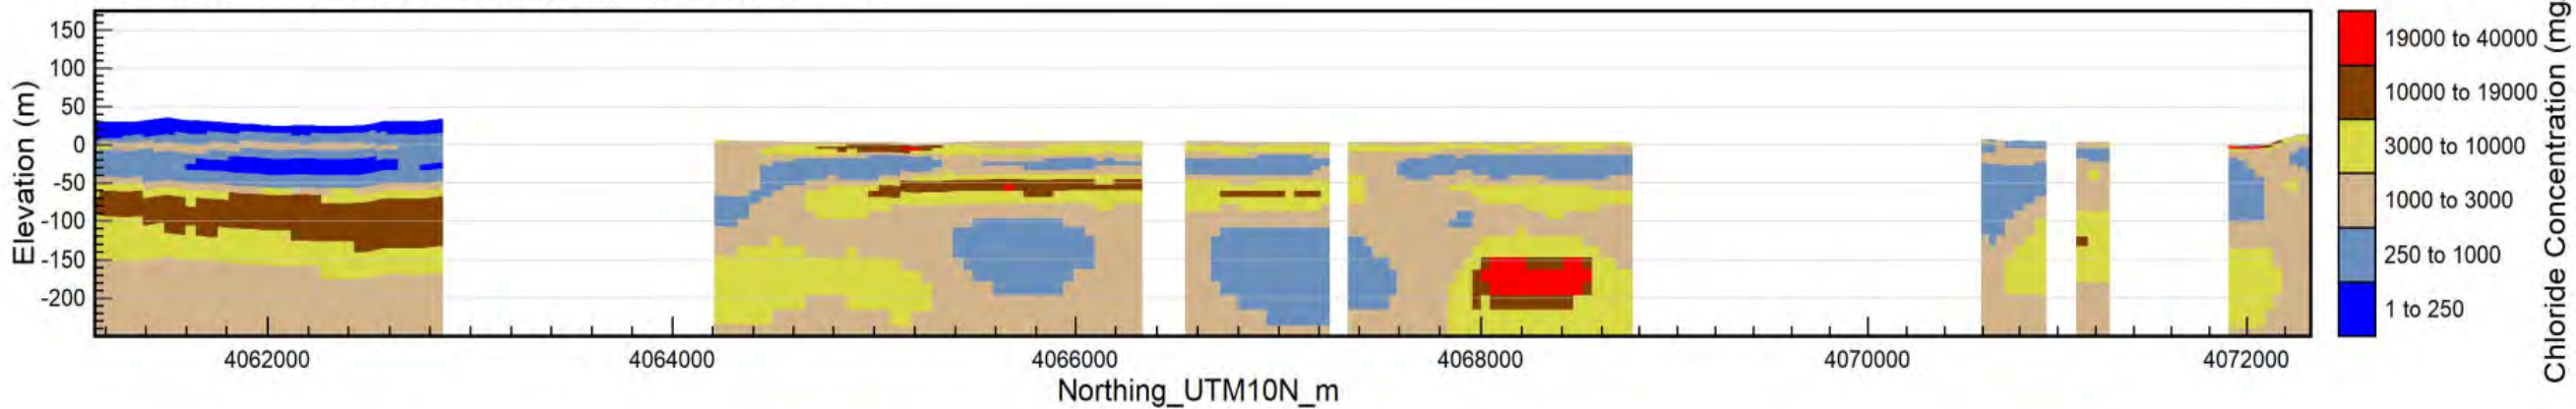 150
100
50
0
-50
-100
-150
-200
Elevation (m)
4062000
4064000
4066000
4068000
4070000
4072000
Northing_UTM10N_m
19000 to 40000
10000 to 19000
3000 to 10000
1000 to 3000
250 to 1000
1 to 250
Chloride Concentration (mg